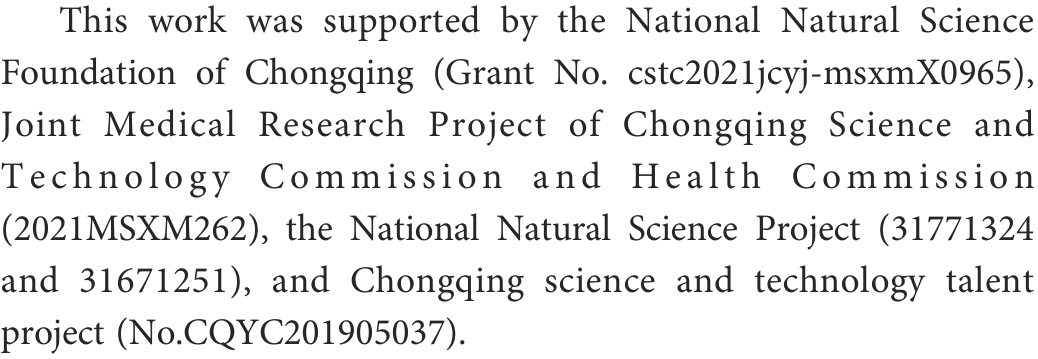 This work was supported by the National Natural Science
Foundation of Chongqing (Grant No. cstc2021jcyj-msxmX0965),
Joint Medical Research Project of Chongqing Science and
Technology Commission and Health Commission
(2021MSXM262), the National Natural Science Project (31771324
and 31671251), and Chongqing science and technology talent
project (No.CQYC201905037).